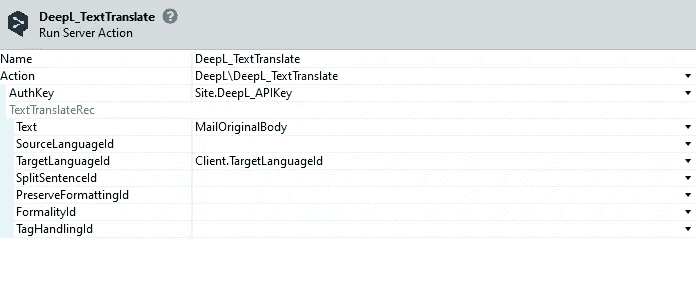 DeepL_TextTranslate ?
Run Server Action
Name DeepL_TextTranslate
Action DeepL\DeepL_TextTranslate
AuthKey Site.DeepL_APIKey
TextTranslateRec
Text MailOriginalBody
SourceLanguageId
TargetLanguageId Client.TargetLanguageId
SplitSentenceId
PreserveFormattingId
FormalityId
TagHandlingId